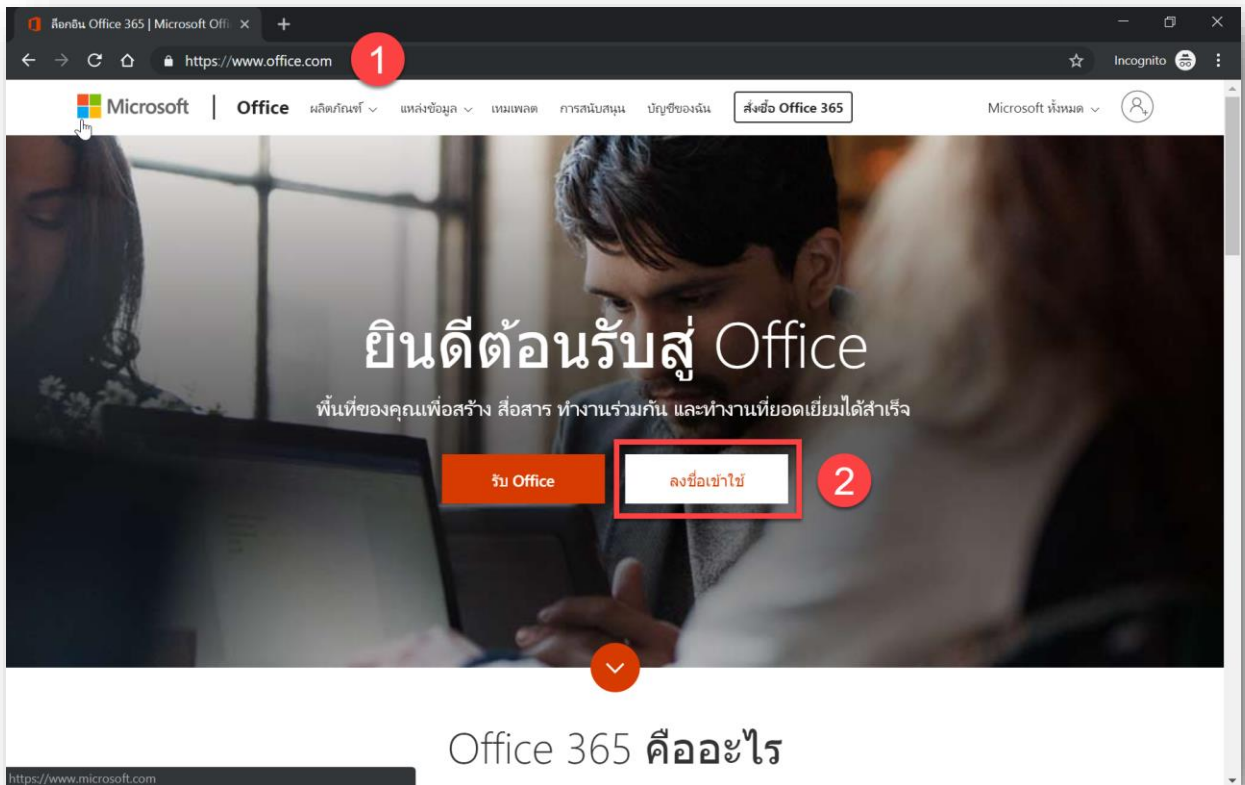 ล็อกอิน Office 365 | Microsoft Offi
https://www.office.com
1
Incognito
Microsoft | Office ผลิตภัณฑ์ แหล่งข้อมูล เทมเพลต การสนับสนุน บัญชีของฉัน สั่งซื้อ Office 365 Microsoft ทั้งหมด
ยินดีต้อนรับสู่ Office
พื้นที่ของคุณเพื่อสร้าง สื่อสาร ทำงานร่วมกัน และทำงานที่ยอดเยี่ยมได้สำเร็จ
รับ Office
ลงชื่อเข้าใช้
2
Office 365 คืออะไร
https://www.microsoft.com